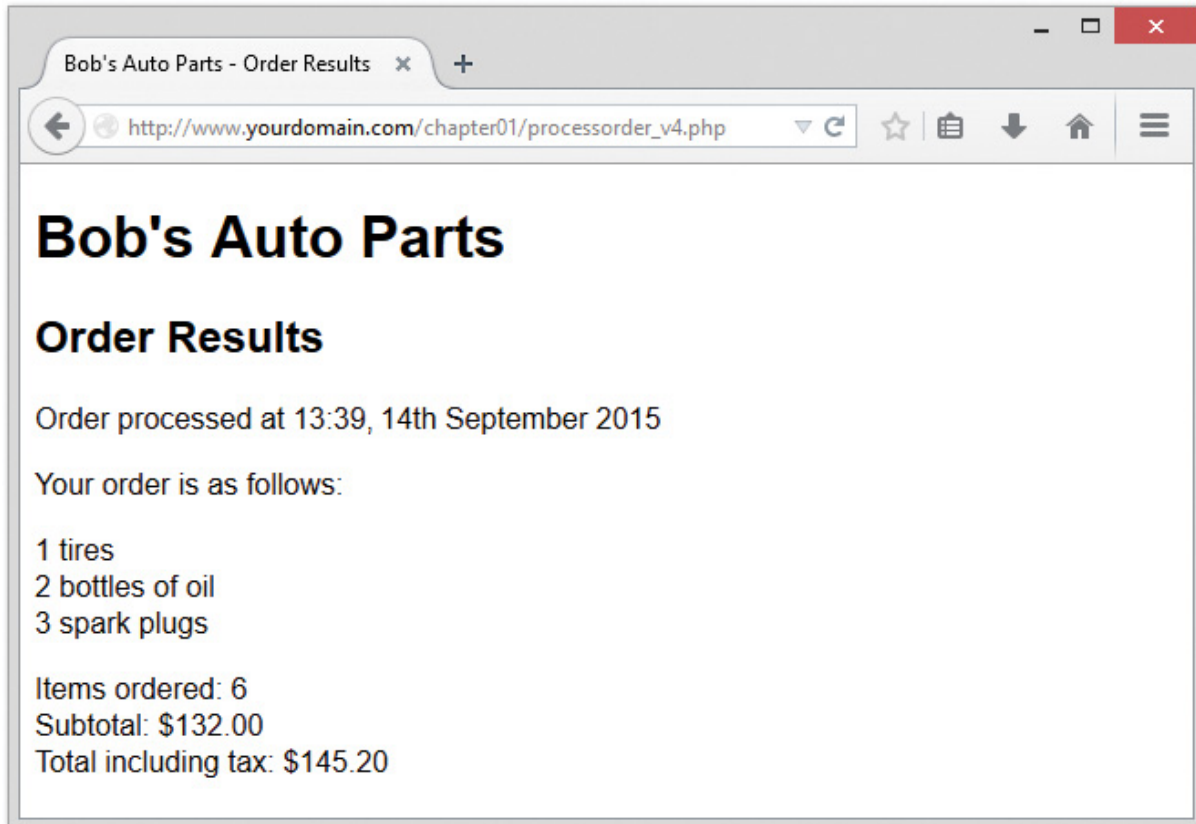 Bob's Auto Parts - Order Results
http://www.yourdomain.com/chapter01/processorder_v4.php
Bob's Auto Parts
Order Results
Order processed at 13:39, 14th September 2015
Your order is as follows:
1 tires
2 bottles of oil
3 spark plugs
Items ordered: 6
Subtotal: $132.00
Total including tax: $145.20